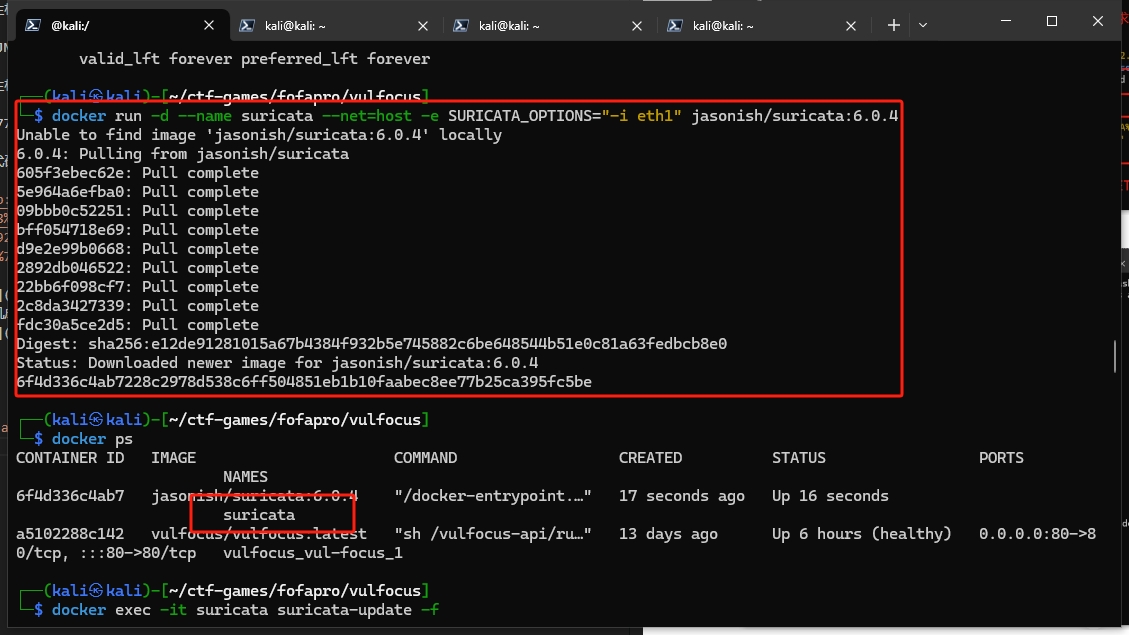 @kali:/
kali@kali: ~
kali@kali: ~
kali@kali: ~
valid_lft forever preferred_lft forever
┌──(kali㉿kali)-[~/ctf-games/fofapro/vulfocus]
└─$ docker run -d --name suricata --net=host -e SURICATA_OPTIONS="-i eth1" jasonish/suricata:6.0.4
Unable to find image 'jasonish/suricata:6.0.4' locally
6.0.4: Pulling from jasonish/suricata
605f3ebec62e: Pull complete
5e964a6efba0: Pull complete
09bbb0c52251: Pull complete
bff054718e69: Pull complete
d9e2e99b0668: Pull complete
2892db046522: Pull complete
22bb6f098cf7: Pull complete
2c8da3427339: Pull complete
fdc30a5ce2d5: Pull complete
Digest: sha256:e12de91281015a67b4384f932b5e745882c6be648544b51e0c81a63fedbcb8e0
Status: Downloaded newer image for jasonish/suricata:6.0.4
6f4d336c4ab7228c2978d538c6ff504851eb1b10faabec8ee77b25ca395fc5be
┌──(kali㉿kali)-[~/ctf-games/fofapro/vulfocus]
└─$ docker ps
CONTAINER ID   IMAGE                      COMMAND                  CREATED          STATUS                 PORTS
NAMES
6f4d336c4ab7   jasonish/suricata:6.0.4    "/docker-entrypoint.…"   17 seconds ago   Up 16 seconds
suricata
a5102288c142   vulfocus/vulfocus:latest   "sh /vulfocus-api/ru…"   13 days ago      Up 6 hours (healthy)   0.0.0.0:80->8
0/tcp, :::80->80/tcp   vulfocus_vul-focus_1
┌──(kali㉿kali)-[~/ctf-games/fofapro/vulfocus]
└─$ docker exec -it suricata suricata-update -f